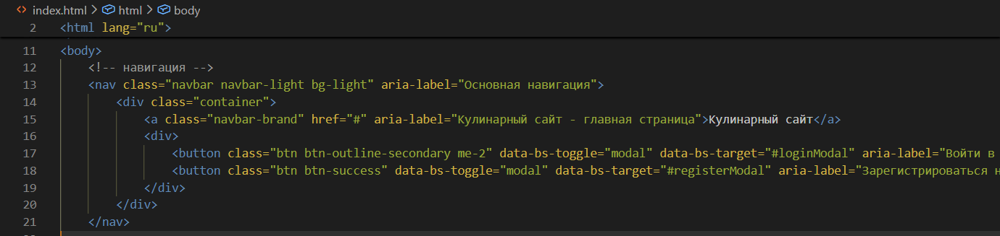 index.html > html > body
2 <html lang="ru">
11 <body>
12 <!-- навигация -->
13 <nav class="navbar navbar-light bg-light" aria-label="Основная навигация">
14 <div class="container">
15 <a class="navbar-brand" href="#" aria-label="Кулинарный сайт - главная страница">Кулинарный сайт</a>
16 <div>
17 <button class="btn btn-outline-secondary me-2" data-bs-toggle="modal" data-bs-target="#loginModal" aria-label="Войти в
18 <button class="btn btn-success" data-bs-toggle="modal" data-bs-target="#registerModal" aria-label="Зарегистрироваться н
19 </div>
20 </div>
21 </nav>